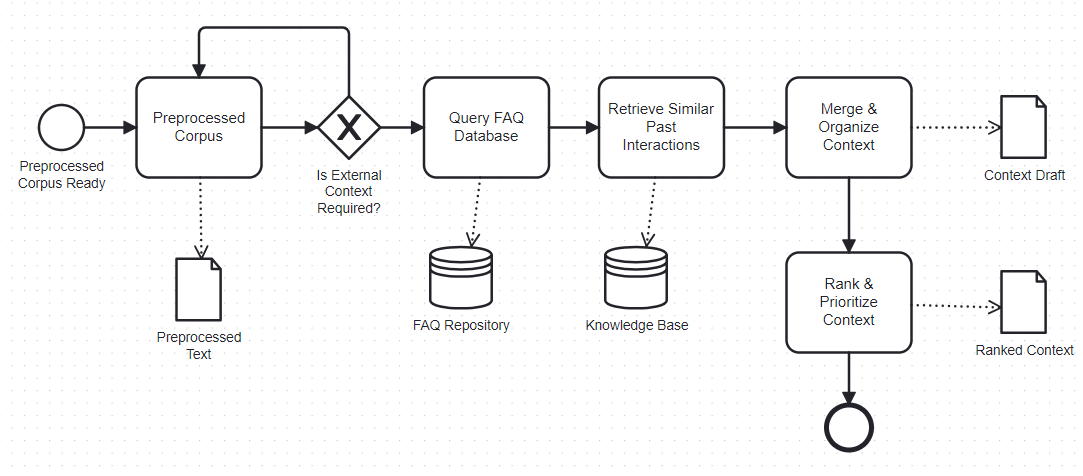 Preprocessed
Corpus Ready
Preprocessed
Corpus
Is External
Context
Required?
Query FAQ
Database
Retrieve Similar
Past
Interactions
Merge &
Organize
Context
Context Draft
Preprocessed
Text
FAQ Repository
Knowledge Base
Rank &
Prioritize
Context
Ranked Context